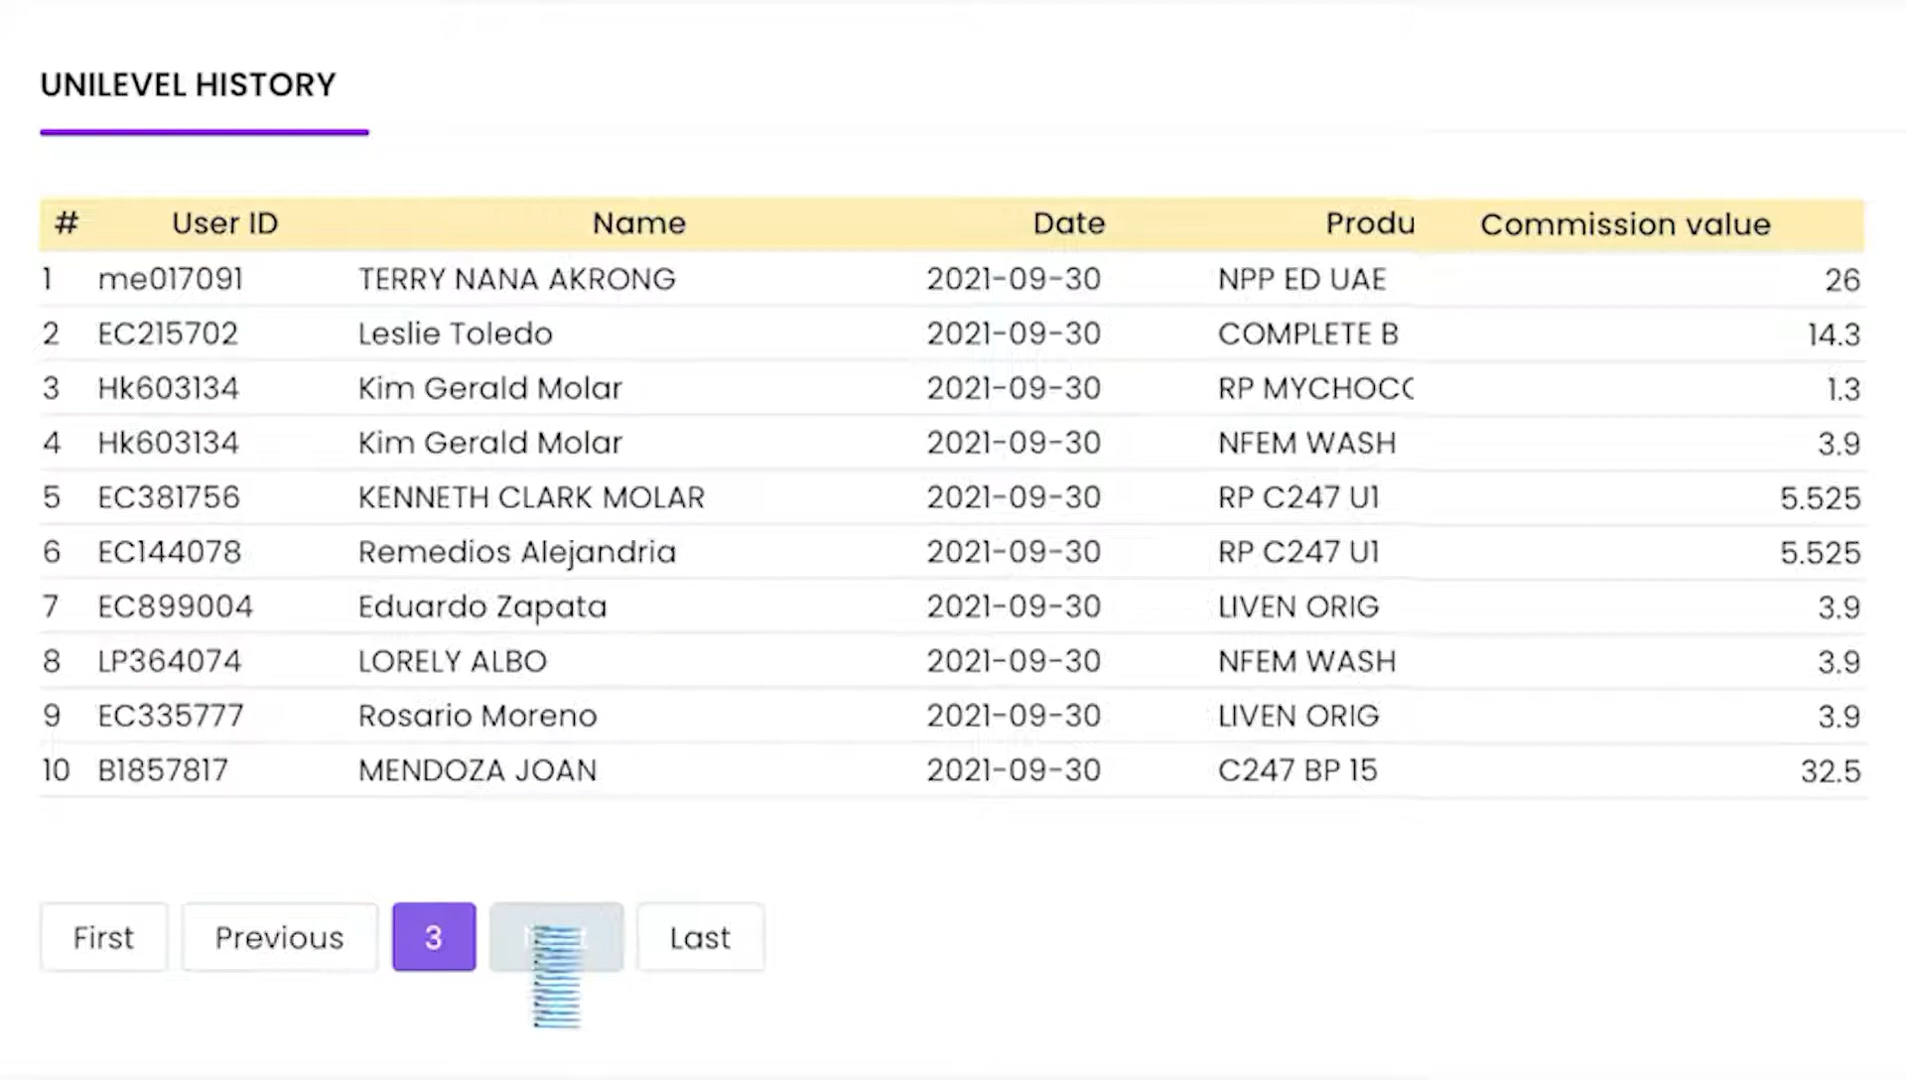 UNILEVEL HISTORY
# User ID Name Date Produ Commission value
1 me017091 TERRY NANA AKRONG 2021-09-30 NPP ED UAE 26
2 EC215702 Leslie Toledo 2021-09-30 COMPLETE B 14.3
3 Hk603134 Kim Gerald Molar 2021-09-30 RP MYCHOCC 1.3
4 Hk603134 Kim Gerald Molar 2021-09-30 NFEM WASH 3.9
5 EC381756 KENNETH CLARK MOLAR 2021-09-30 RP C247 U1 5.525
6 EC144078 Remedios Alejandria 2021-09-30 RP C247 U1 5.525
7 EC899004 Eduardo Zapata 2021-09-30 LIVEN ORIG 3.9
8 LP364074 LORELY ALBO 2021-09-30 NFEM WASH 3.9
9 EC335777 Rosario Moreno 2021-09-30 LIVEN ORIG 3.9
10 B1857817 MENDOZA JOAN 2021-09-30 C247 BP 15 32.5
First Previous 3 Last